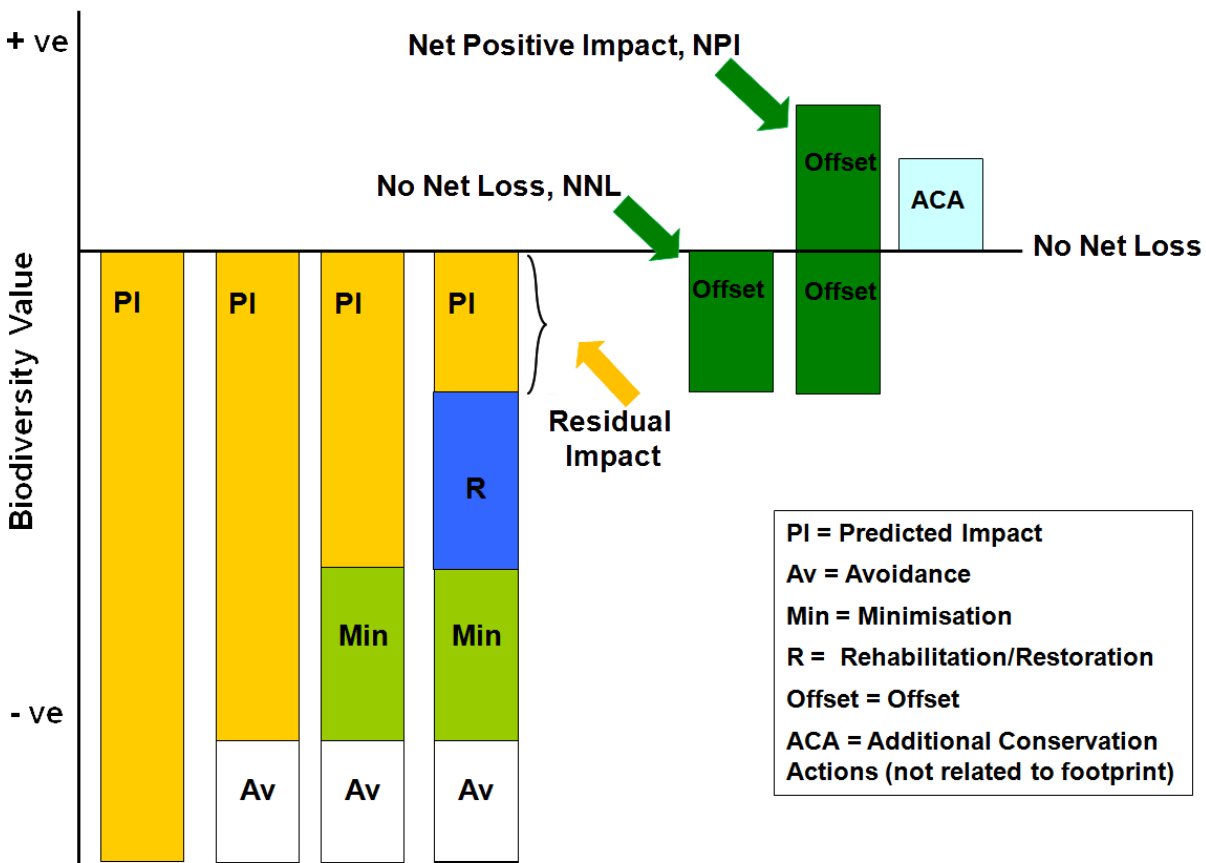 + ve
Net Positive Impact, NPI
Offset
No Net Loss, NNL
ACA
No Net Loss
PI
PI
PI
PI
Offset
Offset
Biodiversity Value
Residual
Impact
R
Min
Min
- ve
Av
Av
Av
PI = Predicted Impact
Av = Avoidance
Min = Minimisation
R = Rehabilitation/Restoration
Offset = Offset
ACA = Additional Conservation
Actions (not related to footprint)